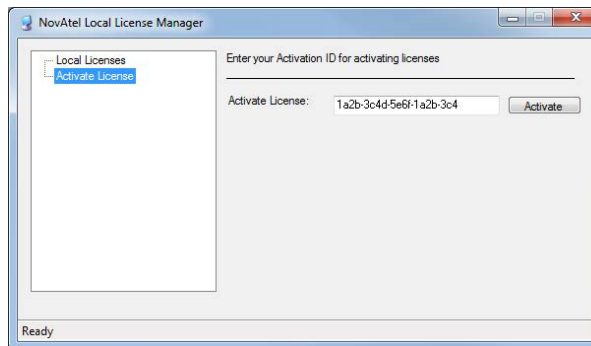 NovAtel Local License Manager
Local Licenses
Activate License
Enter your Activation ID for activating licenses
Activate License:
1a2b-3c4d-5e6f-1a2b-3c4
Activate
Ready